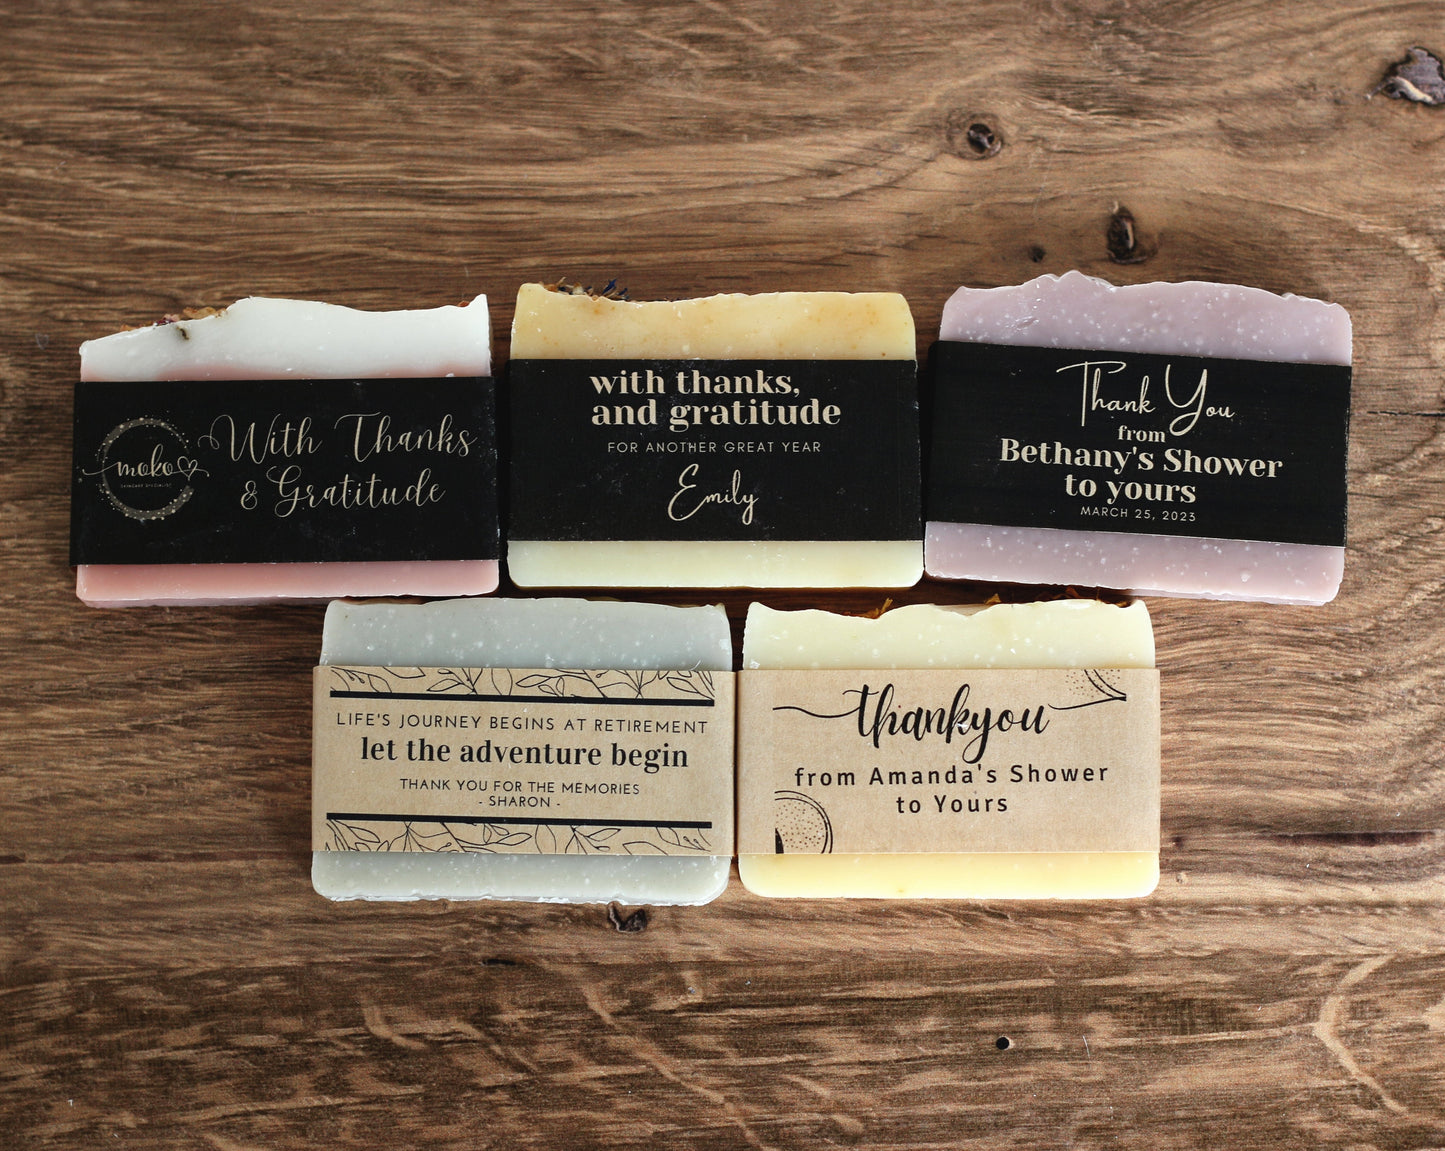 moko
With Thanks
& Gratitude
with thanks,
and gratitude
FOR ANOTHER GREAT YEAR
Emily
Thank You
from
Bethany's Shower
to yours
MARCH 25, 2023
LIFE'S JOURNEY BEGINS AT RETIREMENT
let the adventure begin
THANK YOU FOR THE MEMORIES
- SHARON -
thankyou
from Amanda's Shower
to Yours